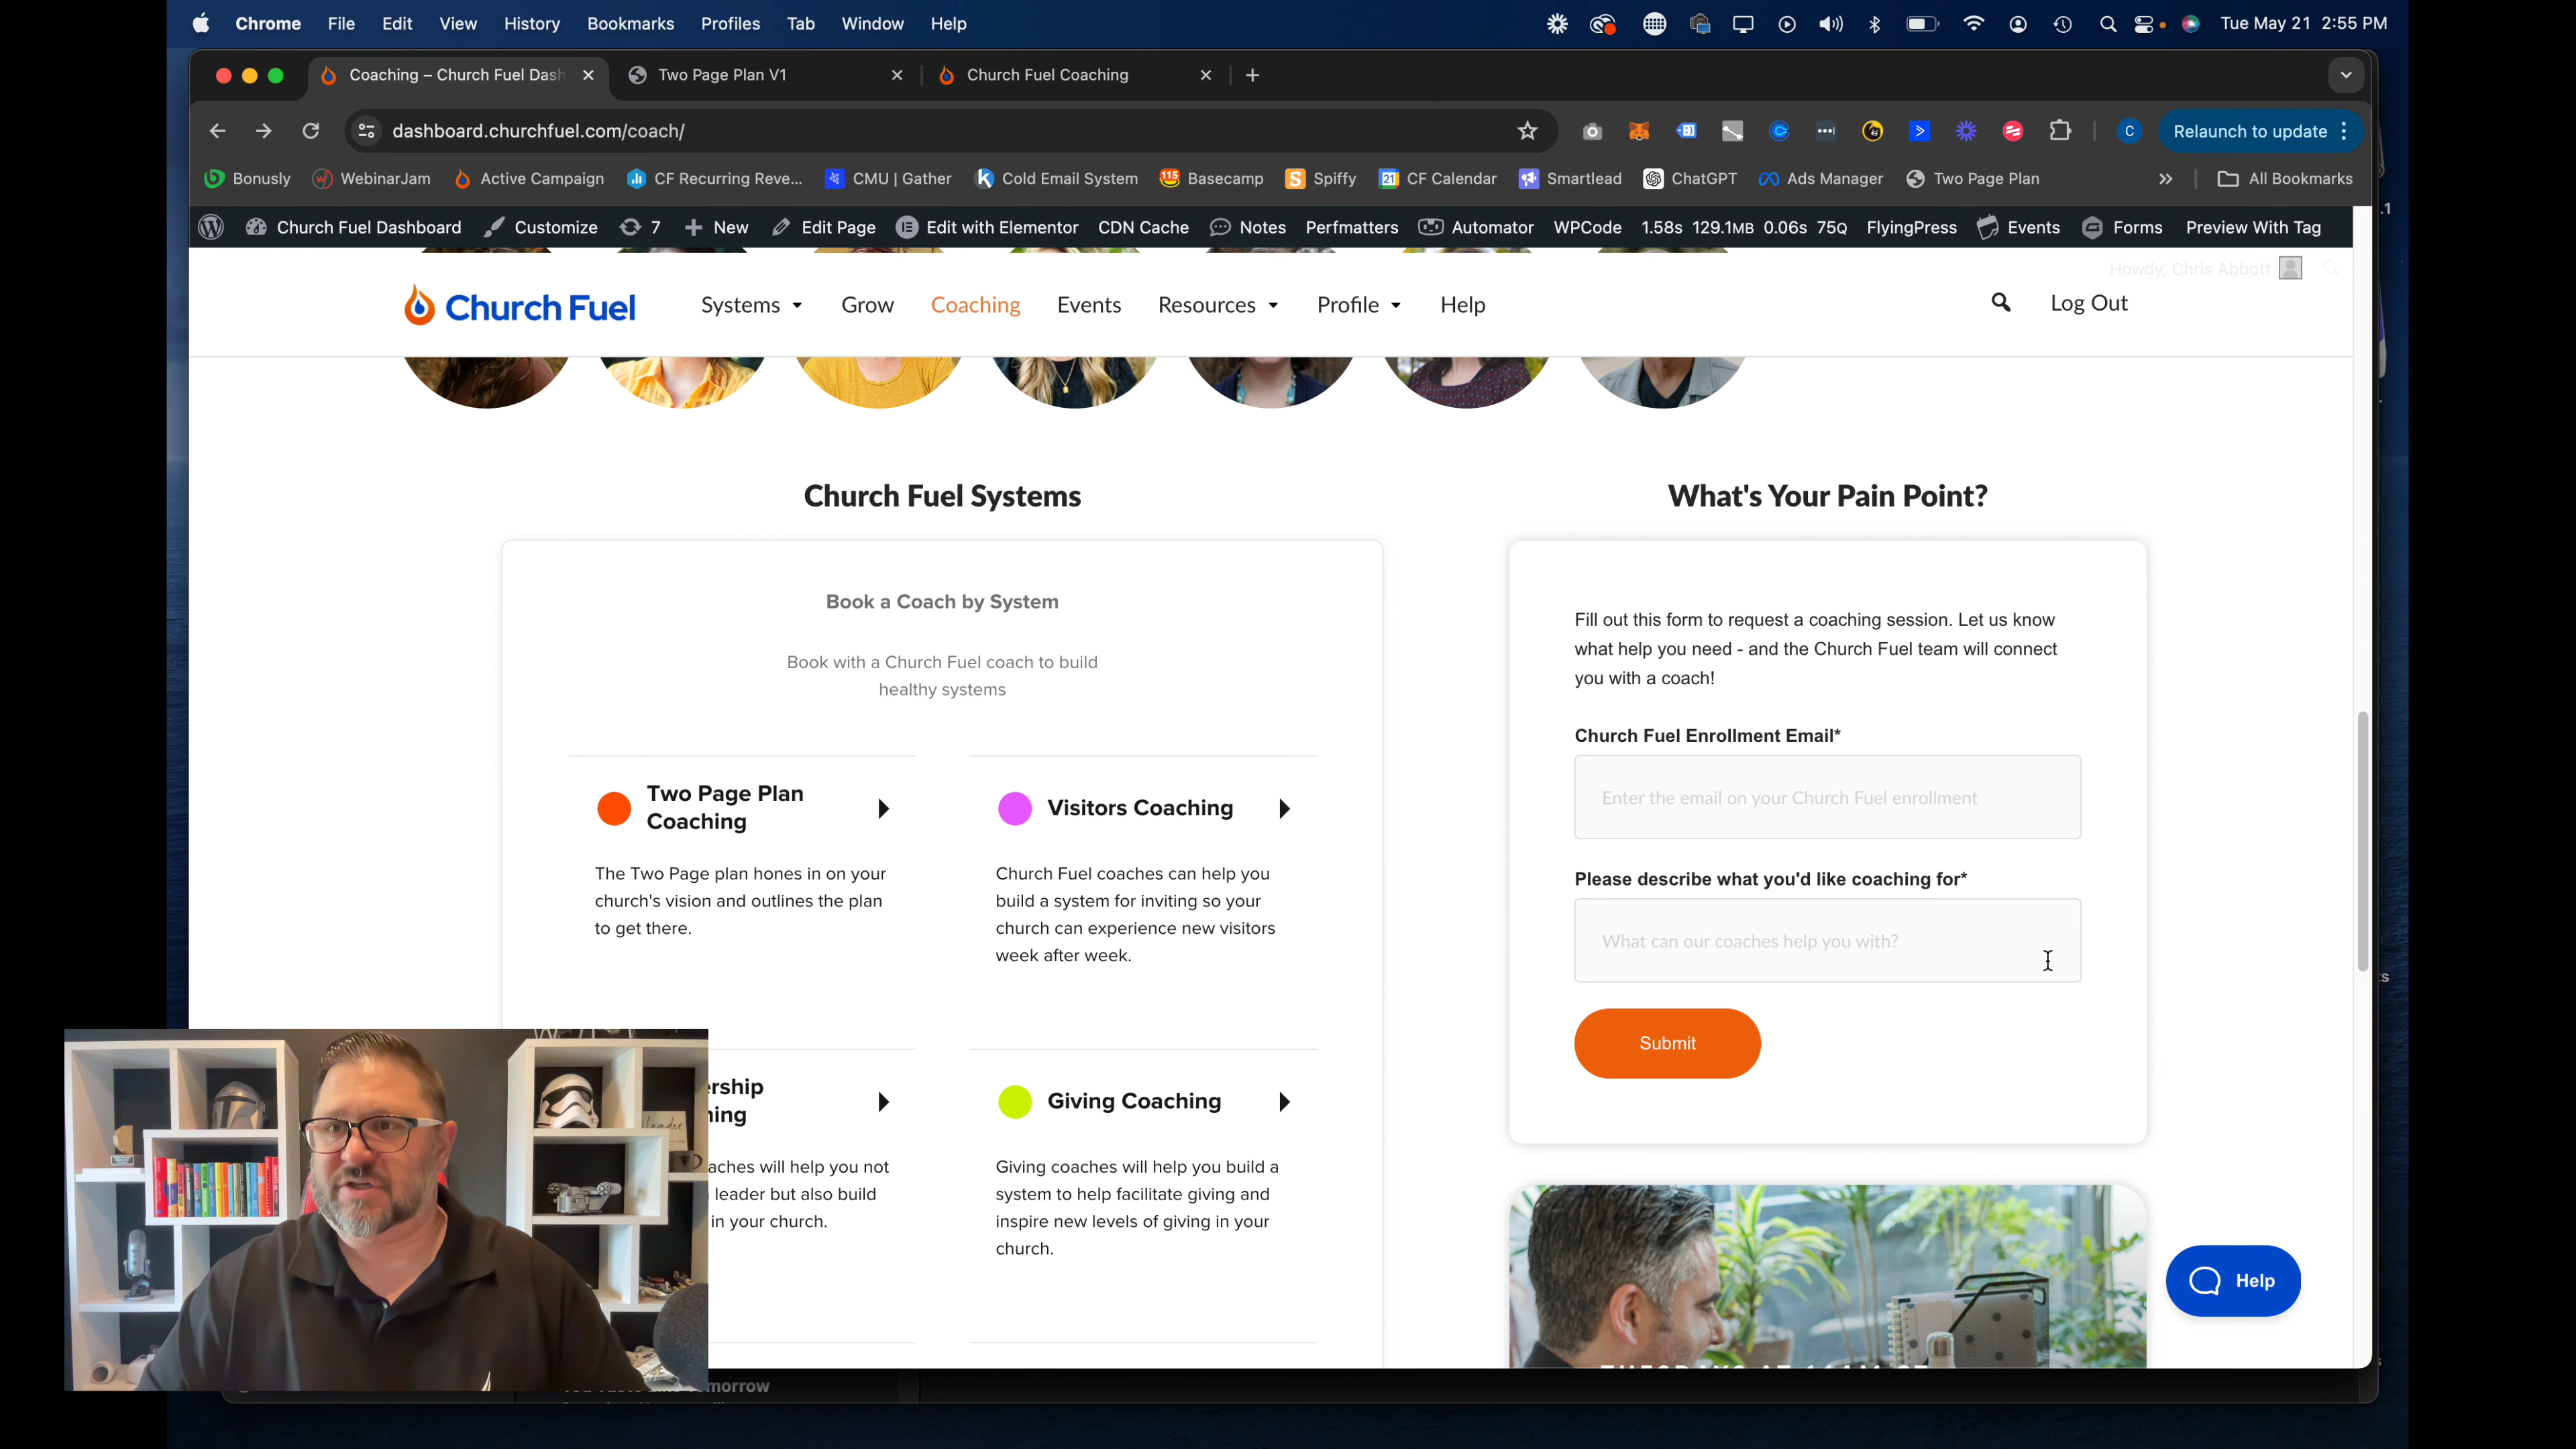 Chrome File Edit View History Bookmarks Profiles Tab Window Help Tue May 21 2:55 PM
Coaching – Church Fuel Dash Two Page Plan V1 Church Fuel Coaching
dashboard.churchfuel.com/coach/ C Relaunch to update
Bonusly WebinarJam Active Campaign CF Recurring Reve... CMU | Gather Cold Email System 115 Basecamp S Spiffy 21 CF Calendar Smartlead ChatGPT Ads Manager Two Page Plan » All Bookmarks
Church Fuel Dashboard Customize 7 New Edit Page Edit with Elementor CDN Cache Notes Perfmatters Automator WPCode 1.58s 129.1MB 0.06s 75Q FlyingPress Events Forms Preview With Tag
Howdy, Chris Abbott
Church Fuel Systems Grow Coaching Events Resources Profile Help Log Out
Church Fuel Systems
Book a Coach by System
Book with a Church Fuel coach to build
healthy systems
Two Page Plan
Coaching
The Two Page plan hones in on your
church's vision and outlines the plan
to get there.
Visitors Coaching
Church Fuel coaches can help you
build a system for inviting so your
church can experience new visitors
week after week.
ership
ning
aches will help you not
leader but also build
in your church.
Giving Coaching
Giving coaches will help you build a
system to help facilitate giving and
inspire new levels of giving in your
church.
What's Your Pain Point?
Fill out this form to request a coaching session. Let us know
what help you need - and the Church Fuel team will connect
you with a coach!
Church Fuel Enrollment Email*
Enter the email on your Church Fuel enrollment
Please describe what you'd like coaching for*
What can our coaches help you with?
Submit
Help